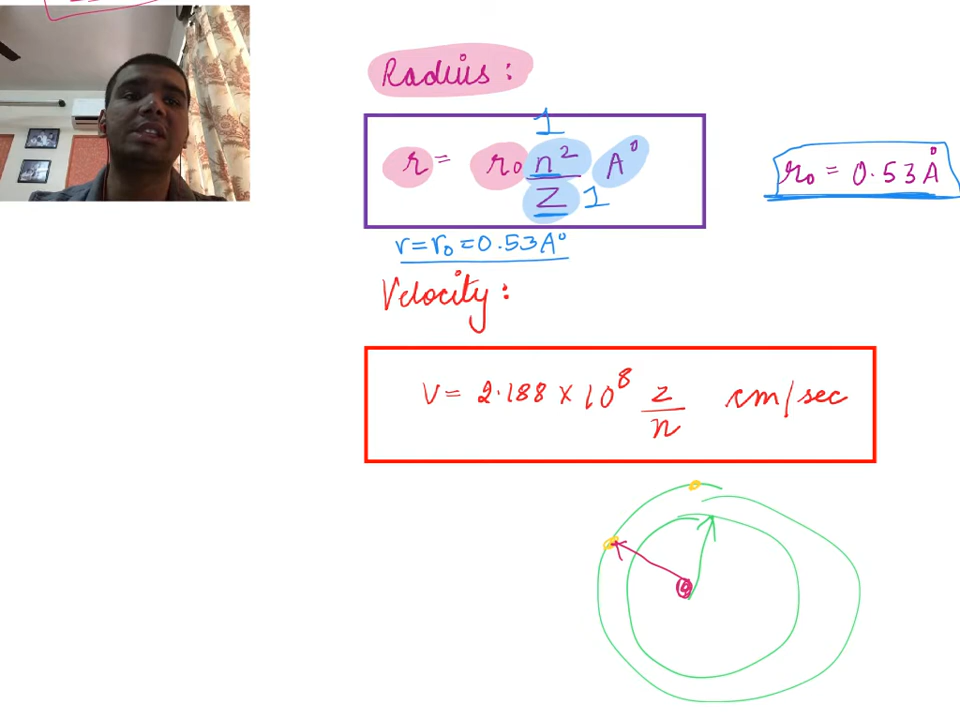 Radius :
1
r = r₀ n²/Z A° 1
r₀ = 0.53 Å
r = r₀ = 0.53 A°
Velocity :
V = 2.188 × 10⁸ z/n cm/sec